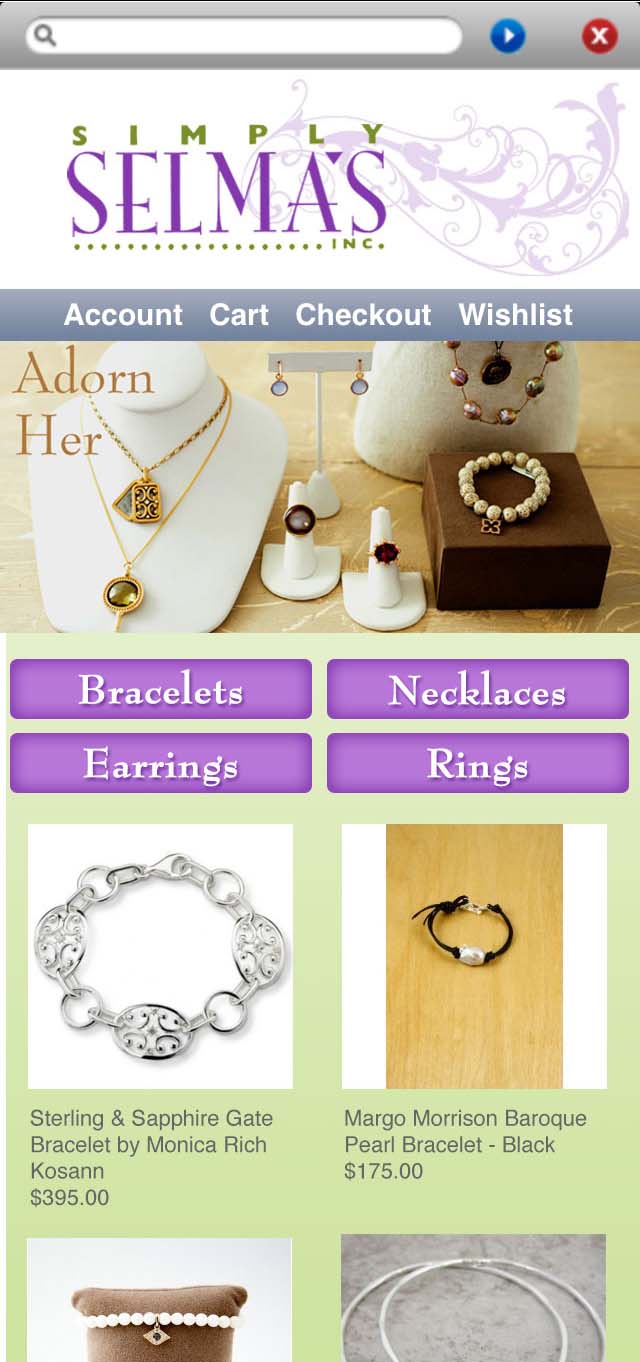 SIMPLY
SELMA'S
INC.
Account Cart Checkout Wishlist
Adorn
Her
Bracelets
Necklaces
Earrings
Rings
Sterling & Sapphire Gate
Bracelet by Monica Rich
Kosann
$395.00
Margo Morrison Baroque
Pearl Bracelet - Black
$175.00